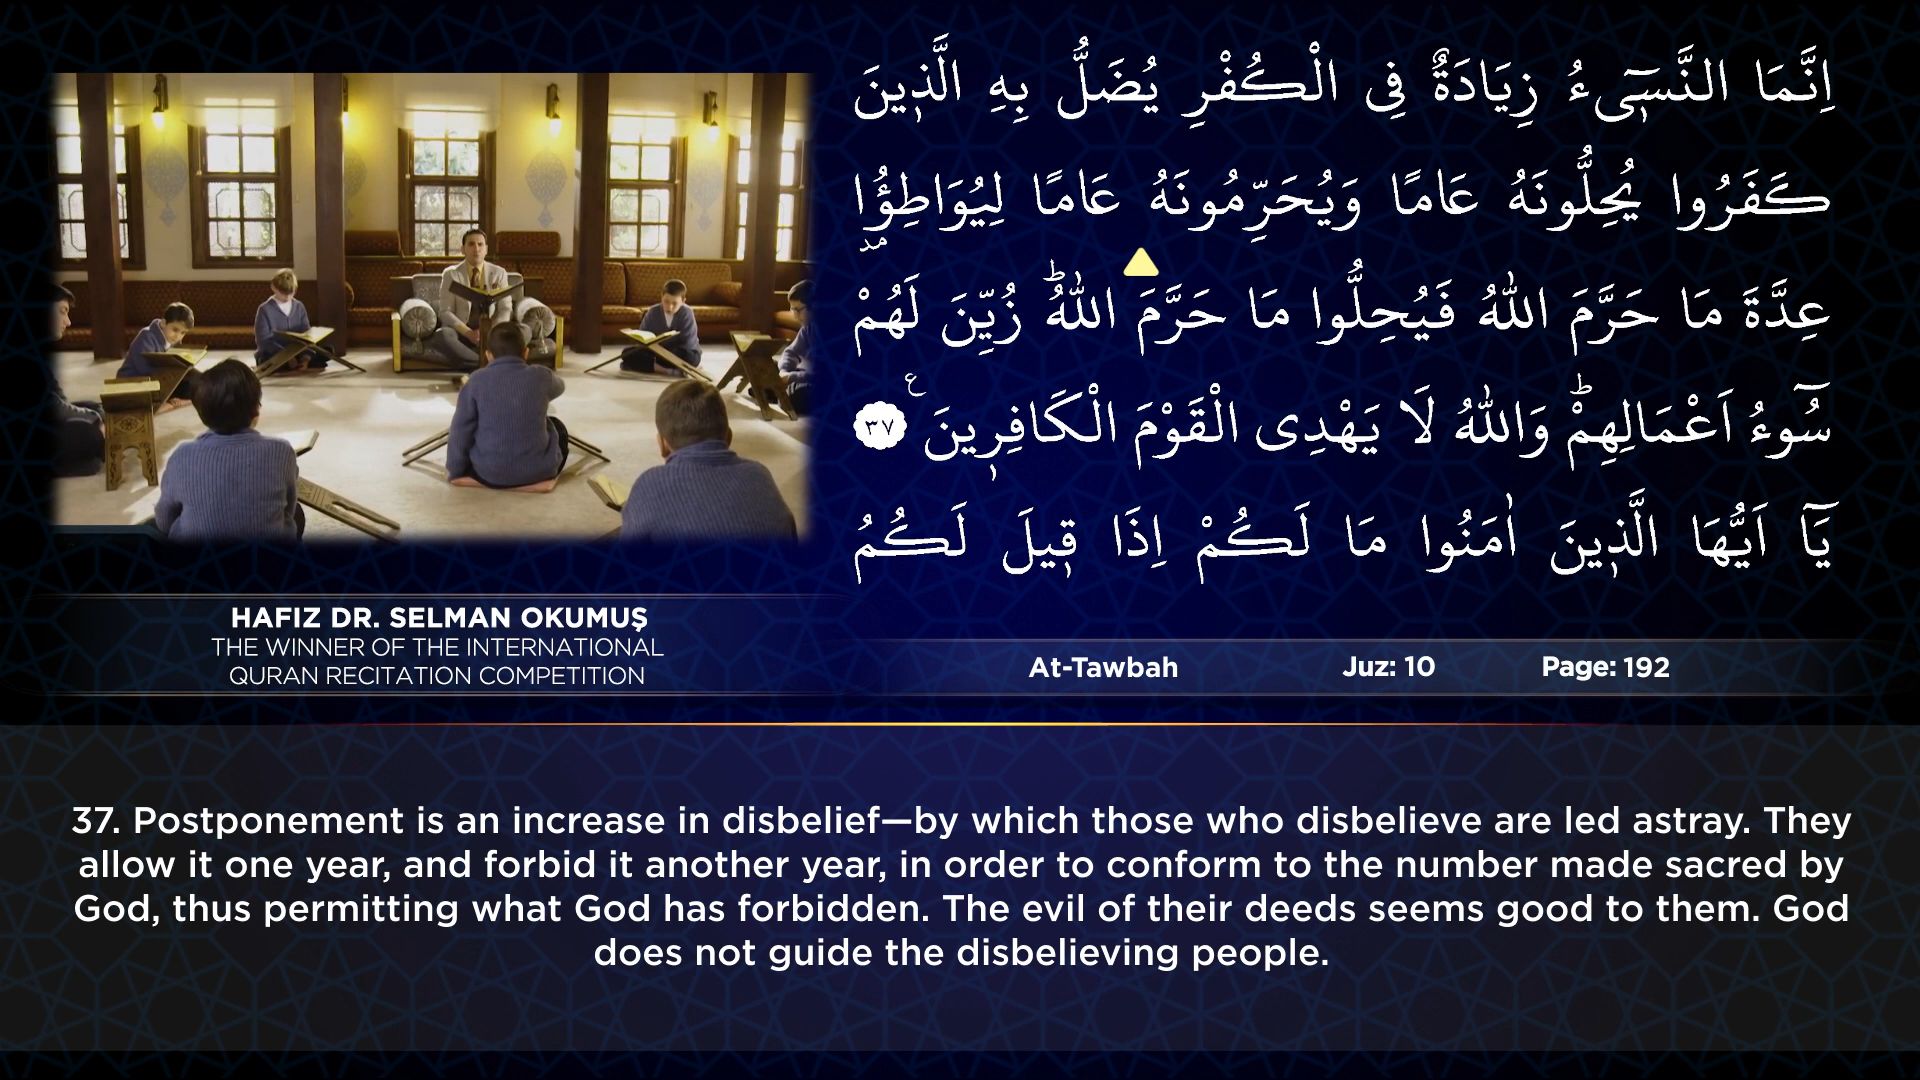 اِنَّمَا النَّسٖٓیءُ زِيَادَةٌ فِى الْكُفْرِ يُضَلُّ بِهِ الَّذٖينَ
كَفَرُوا يُحِلُّونَهُ عَامًا وَيُحَرِّمُونَهُ عَامًا لِيُوَاطِؤُ۫ا
مد
عِدَّةَ مَا حَرَّمَ اللّٰهُ فَيُحِلُّوا مَا حَرَّمَ اللّٰهُؕ زُيِّنَ لَهُمْ
سُٓوءُ اَعْمَالِهِمْؕ وَاللّٰهُ لَا يَهْدِى الْقَوْمَ الْكَافِرٖينَ ع ٣٧
يَٓا اَيُّهَا الَّذٖينَ اٰمَنُوا مَا لَكُمْ اِذَا قٖيلَ لَكُمُ
HAFIZ DR. SELMAN OKUMUŞ
THE WINNER OF THE INTERNATIONAL
QURAN RECITATION COMPETITION
At-Tawbah Juz: 10 Page: 192
37. Postponement is an increase in disbelief—by which those who disbelieve are led astray. They
allow it one year, and forbid it another year, in order to conform to the number made sacred by
God, thus permitting what God has forbidden. The evil of their deeds seems good to them. God
does not guide the disbelieving people.